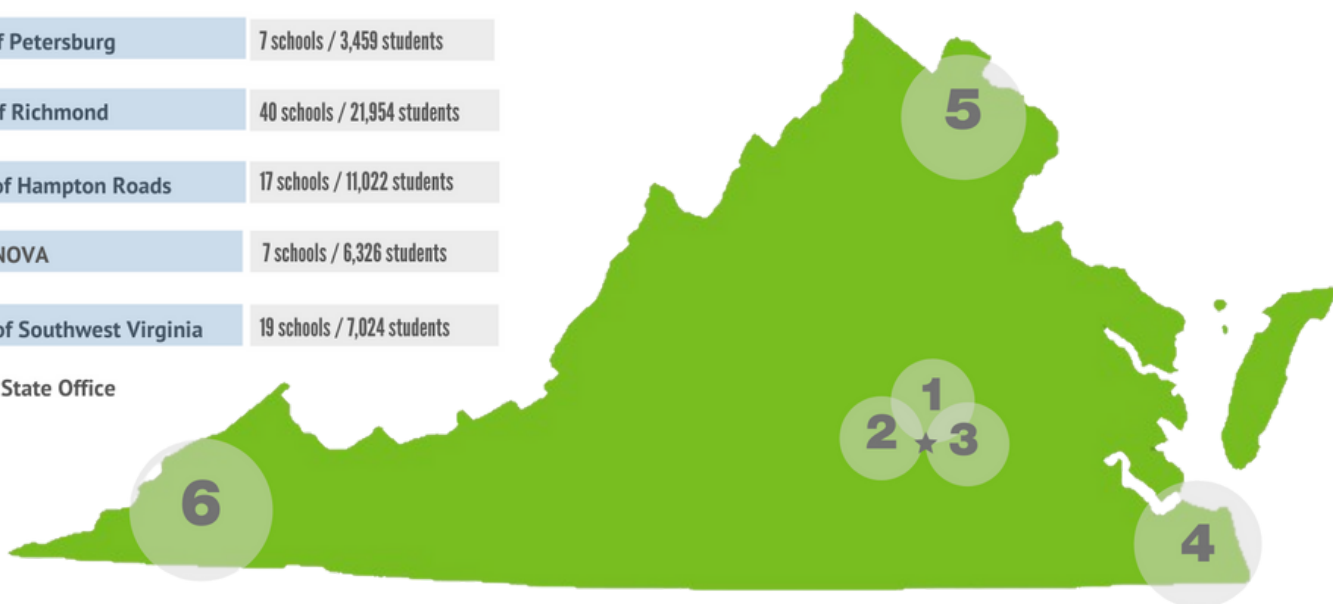 f Petersburg 7 schools / 3,459 students
f Richmond 40 schools / 21,954 students
of Hampton Roads 17 schools / 11,022 students
NOVA 7 schools / 6,326 students
of Southwest Virginia 19 schools / 7,024 students
State Office
5
1
2 3
6
4